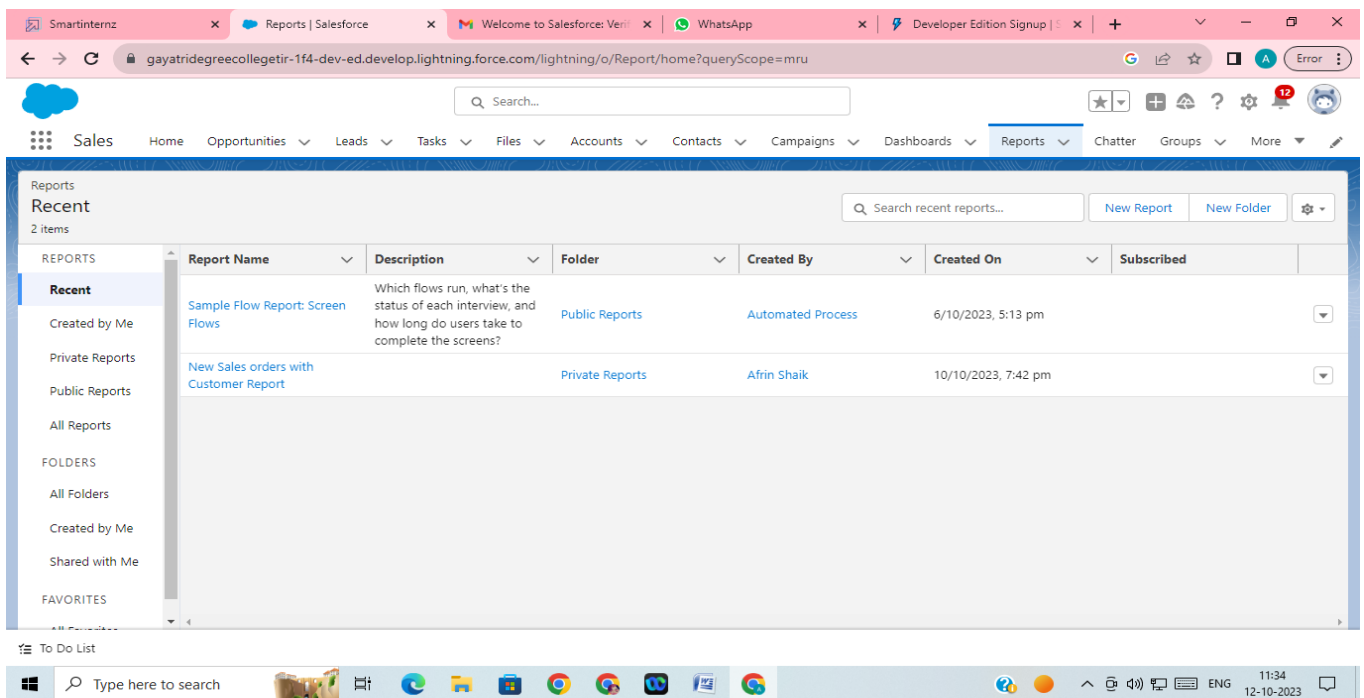 Smartinternz
Reports | Salesforce
Welcome to Salesforce: Veri
WhatsApp
Developer Edition Signup | S
gayatridegreecollegetir-1f4-dev-ed.develop.lightning.force.com/lightning/o/Report/home?queryScope=mru
A
Error
Search...
12
Sales
Home
Opportunities
Leads
Tasks
Files
Accounts
Contacts
Campaigns
Dashboards
Reports
Chatter
Groups
More
Reports
Recent
2 items
Search recent reports...
New Report
New Folder
REPORTS
Recent
Created by Me
Private Reports
Public Reports
All Reports
FOLDERS
All Folders
Created by Me
Shared with Me
FAVORITES
Report Name
Description
Folder
Created By
Created On
Subscribed
Sample Flow Report: Screen
Flows
Which flows run, what's the
status of each interview, and
how long do users take to
complete the screens?
Public Reports
Automated Process
6/10/2023, 5:13 pm
New Sales orders with
Customer Report
Private Reports
Afrin Shaik
10/10/2023, 7:42 pm
To Do List
Type here to search
ENG
11:34
12-10-2023